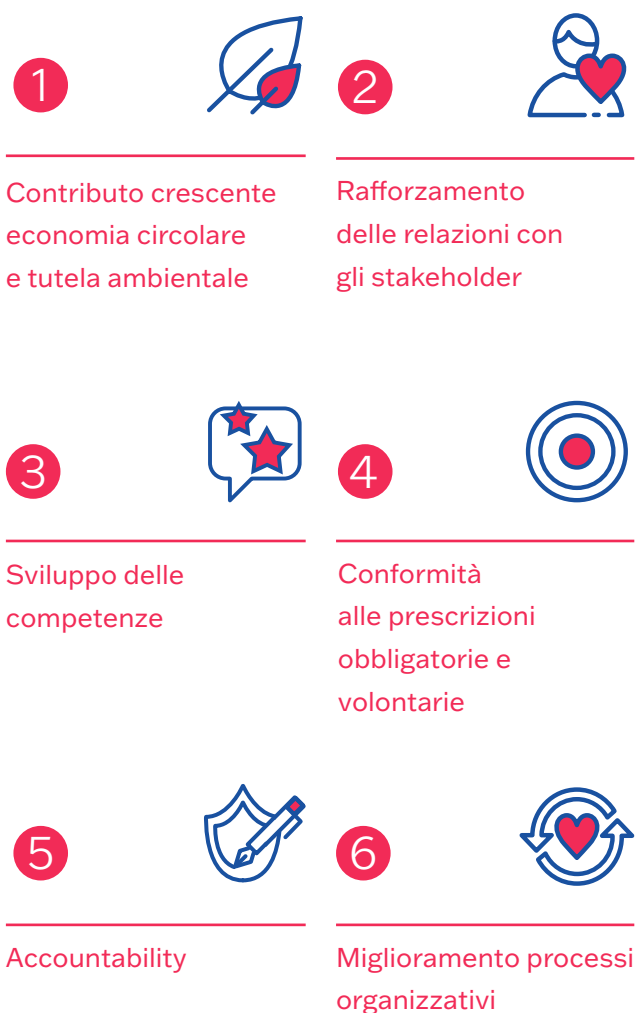 1
Contributo crescente
economia circolare
e tutela ambientale
2
Rafforzamento
delle relazioni con
gli stakeholder
3
Sviluppo delle
competenze
4
Conformità
alle prescrizioni
obbligatorie e
volontarie
5
Accountability
6
Miglioramento processi
organizzativi